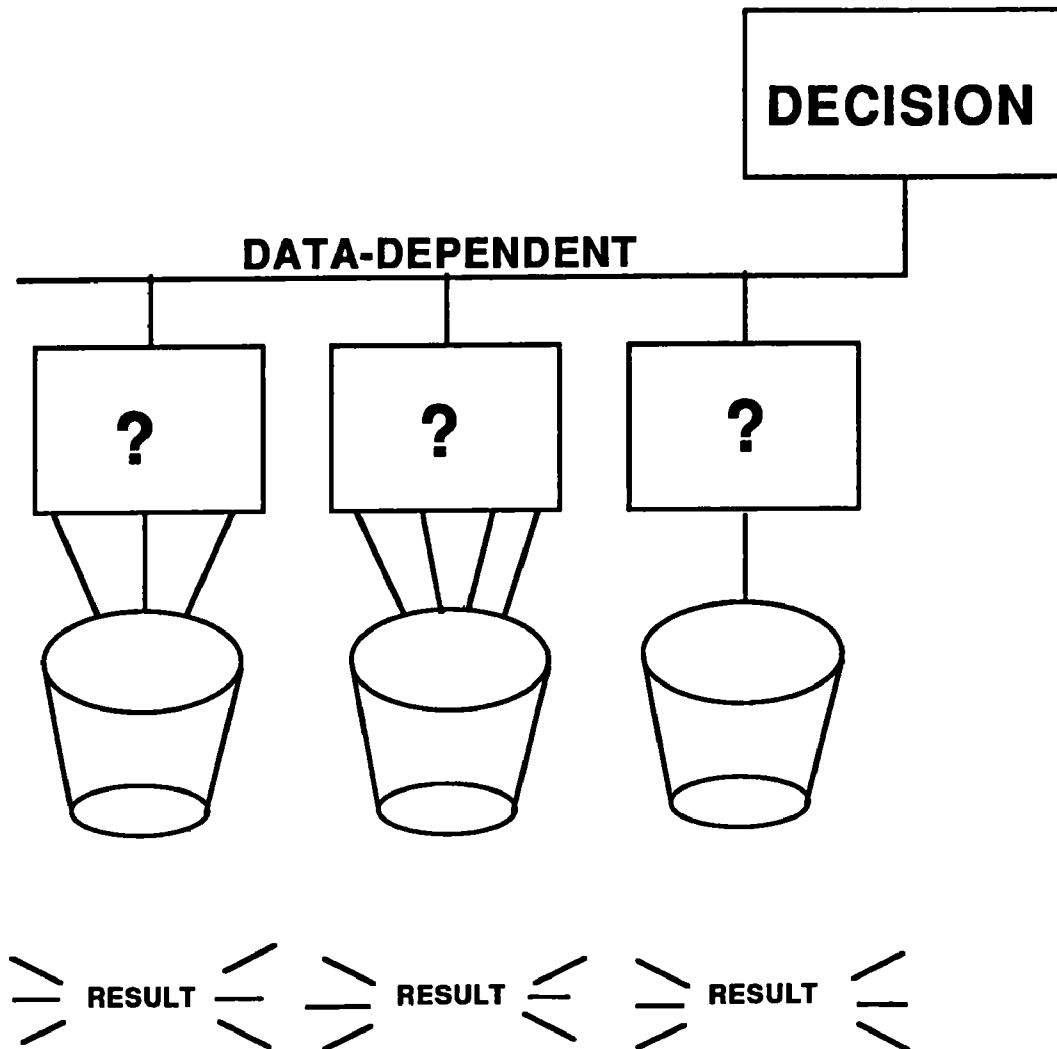 DECISION
DATA-DEPENDENT
? ? ?
RESULT RESULT RESULT